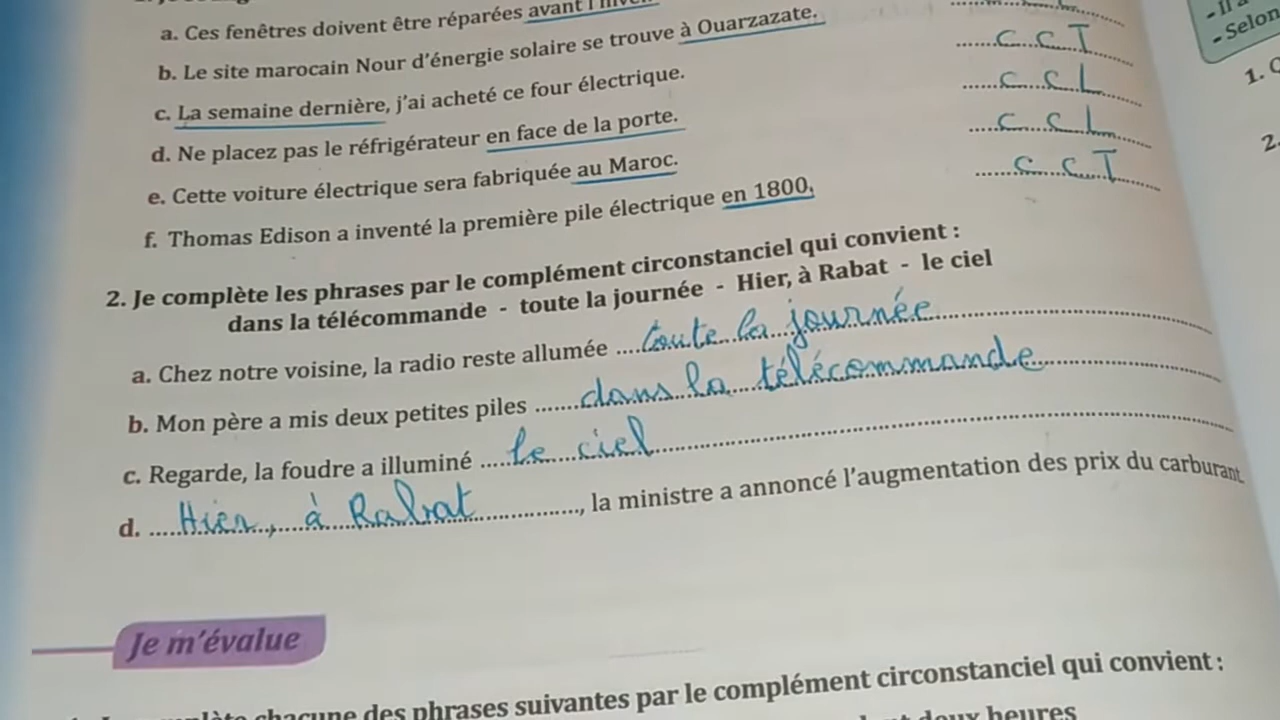 a. Ces fenêtres doivent être réparées avant
b. Le site marocain Nour d'énergie solaire se trouve à Ouarzazate.
c. La semaine dernière, j'ai acheté ce four électrique. C C T
d. Ne placez pas le réfrigérateur en face de la porte. C C L
e. Cette voiture électrique sera fabriquée au Maroc. C C L
f. Thomas Edison a inventé la première pile électrique en 1800. C C T
2. Je complète les phrases par le complément circonstanciel qui convient :
dans la télécommande - toute la journée - Hier, à Rabat - le ciel
a. Chez notre voisine, la radio reste allumée toute la journée
b. Mon père a mis deux petites piles dans la télécommande
c. Regarde, la foudre a illuminé le ciel
d. Hier, à Rabat, la ministre a annoncé l'augmentation des prix du carburant
Je m'évalue
chacune des phrases suivantes par le complément circonstanciel qui convient :
deux heures
- Il
- Selon
1.
2.